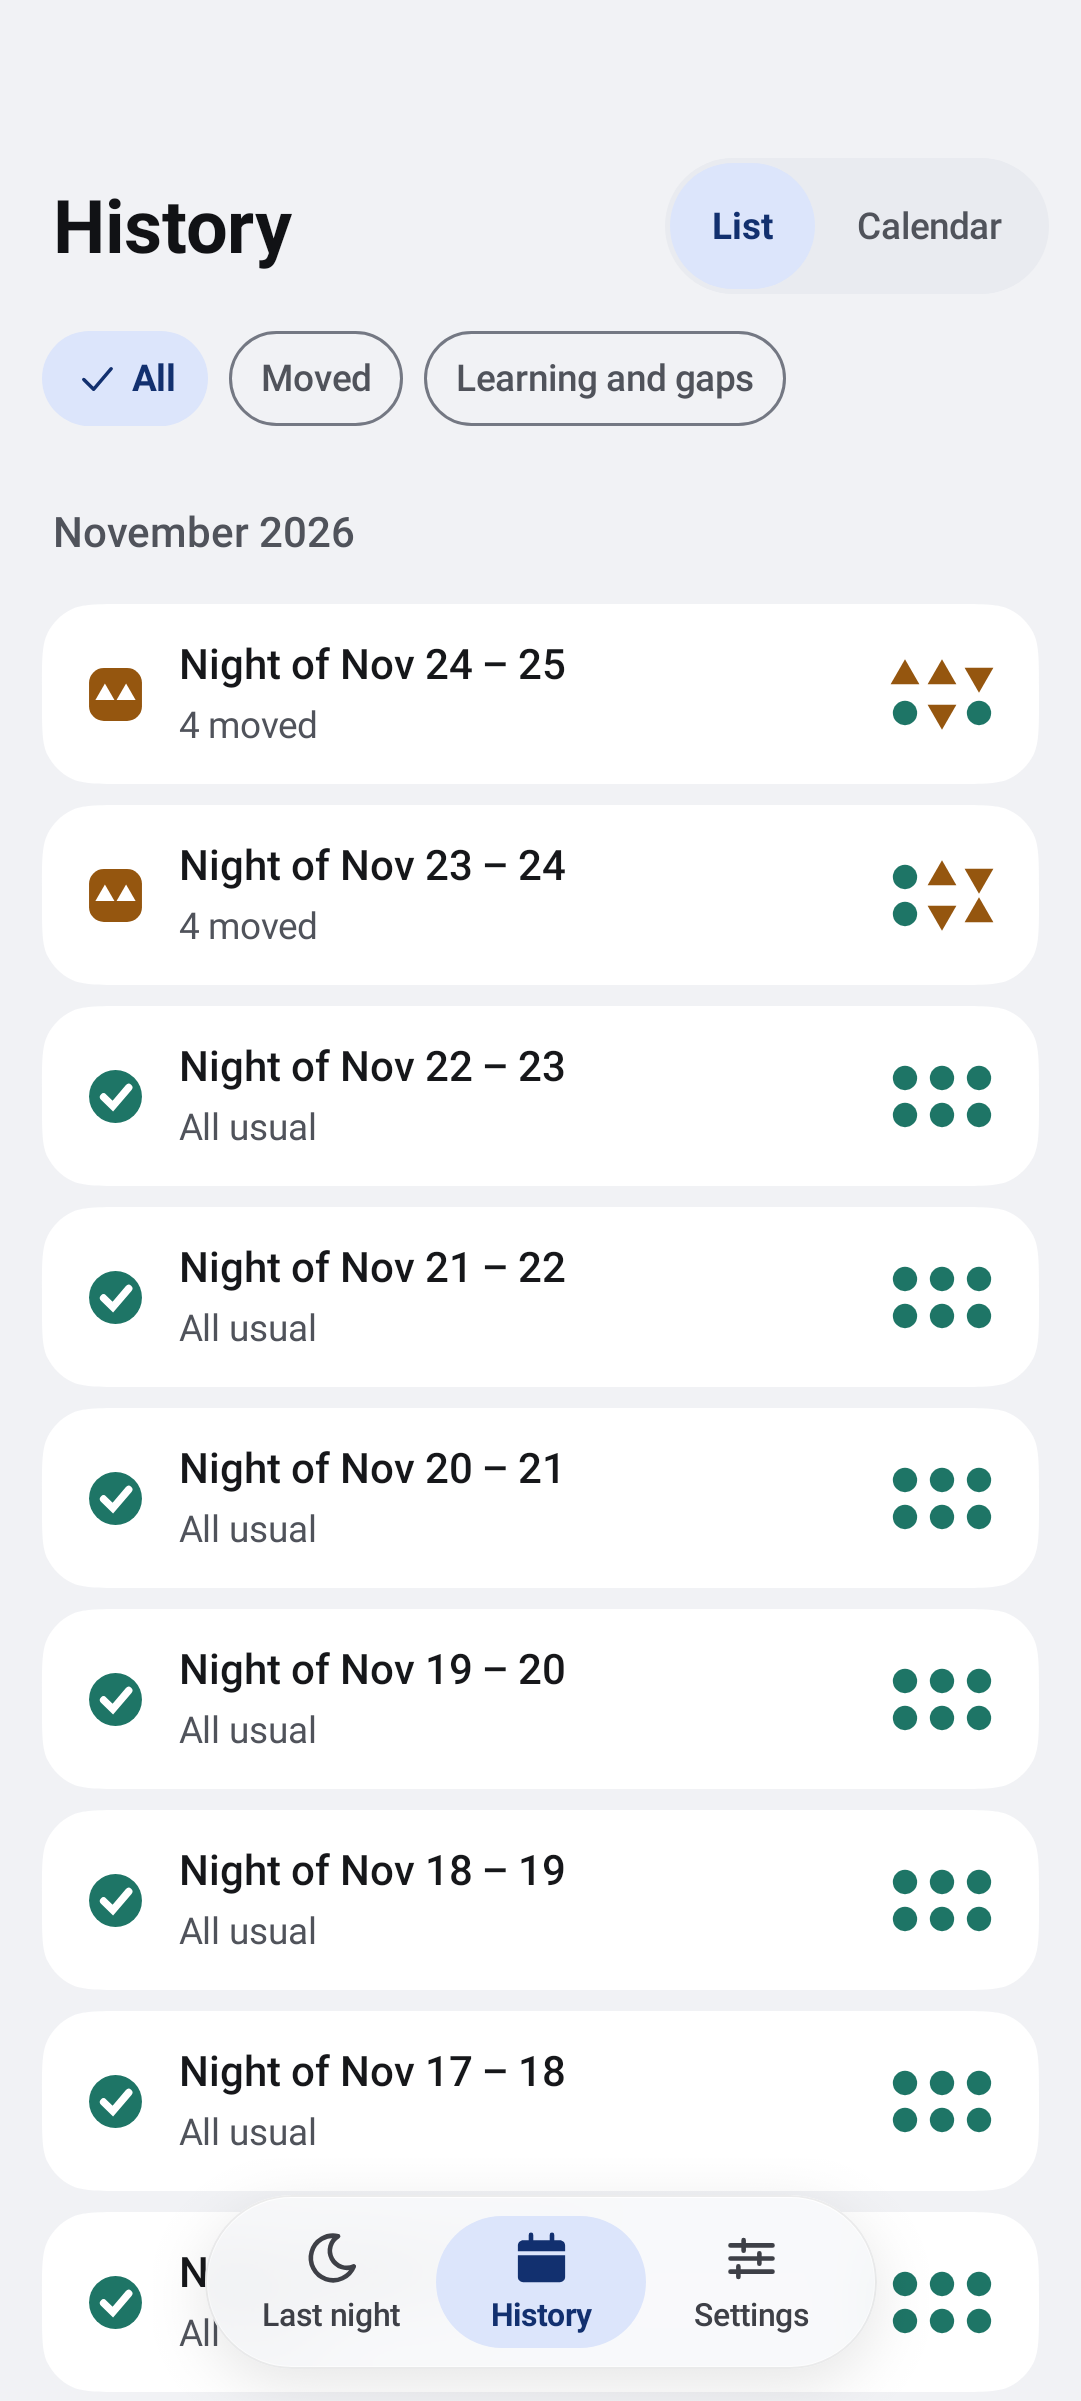 History
List
Calendar
All
Moved
Learning and gaps
November 2026
Night of Nov 24 – 25
4 moved
Night of Nov 23 – 24
4 moved
Night of Nov 22 – 23
All usual
Night of Nov 21 – 22
All usual
Night of Nov 20 – 21
All usual
Night of Nov 19 – 20
All usual
Night of Nov 18 – 19
All usual
Night of Nov 17 – 18
All usual
All
Last night
History
Settings